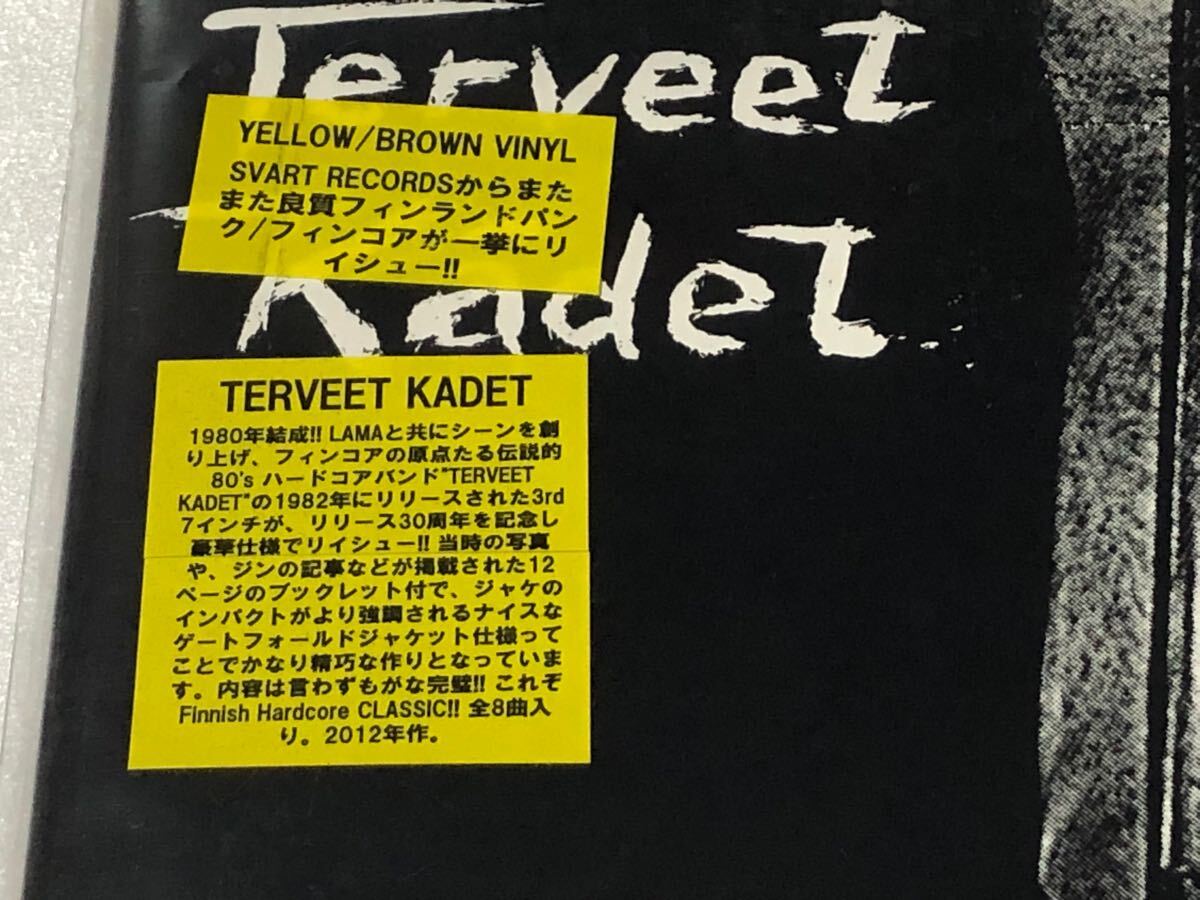 Terveet
YELLOW/BROWN VINYL
SVART RECORDSからまた
また良質フィンランドパン
ク/フィンコアが一挙にリ
イシュー!!
Kädet
TERVEET KADET
1980年結成!! LAMAと共にシーンを創
り上げ、フィンコアの原点たる伝説的
80's ハードコアバンド"TERVEET
KADET"の1982年にリリースされた3rd
7インチが、リリース30周年を記念し
豪華仕様でリイシュー!! 当時の写真
や、ジンの記事などが掲載された12
ページのブックレット付で、ジャケの
インパクトがより強調されるナイスな
ゲートフォールドジャケット仕様って
ことでかなり精巧な作りとなっていま
す。内容は言わずもがな完璧!! これぞ
Finnish Hardcore CLASSIC!! 全8曲入
り。2012年作。